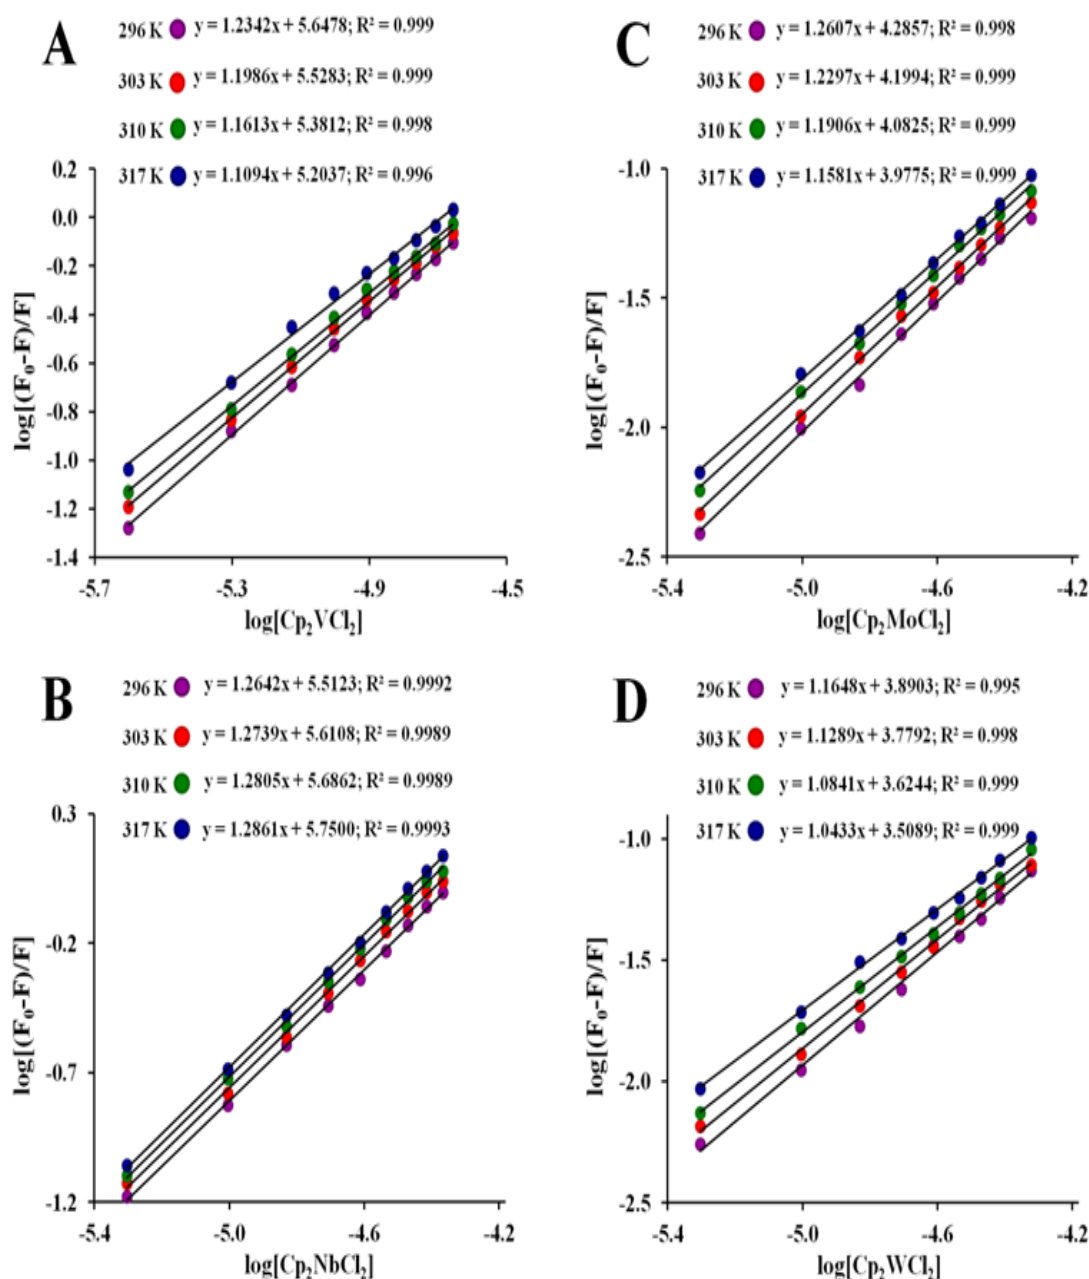 A
296 K y = 1.2342x + 5.6478; R² = 0.999
303 K y = 1.1986x + 5.5283; R² = 0.999
310 K y = 1.1613x + 5.3812; R² = 0.998
317 K y = 1.1094x + 5.2037; R² = 0.996
0.2
0.0
-0.2
-0.4
-0.6
-0.8
-1.0
-1.2
-1.4
log[(F₀-F)/F]
-5.7 -5.3 -4.9 -4.5
log[Cp₂VCl₂]
C
296 K y = 1.2607x + 4.2857; R² = 0.998
303 K y = 1.2297x + 4.1994; R² = 0.999
310 K y = 1.1906x + 4.0825; R² = 0.999
317 K y = 1.1581x + 3.9775; R² = 0.999
-1.0
-1.5
-2.0
-2.5
log[(F₀-F)/F]
-5.4 -5.0 -4.6 -4.2
log[Cp₂MoCl₂]
B
296 K y = 1.2642x + 5.5123; R² = 0.9992
303 K y = 1.2739x + 5.6108; R² = 0.9989
310 K y = 1.2805x + 5.6862; R² = 0.9989
317 K y = 1.2861x + 5.7500; R² = 0.9993
0.3
-0.2
-0.7
-1.2
log[(F₀-F)/F]
-5.4 -5.0 -4.6 -4.2
log[Cp₂NbCl₂]
D
296 K y = 1.1648x + 3.8903; R² = 0.995
303 K y = 1.1289x + 3.7792; R² = 0.998
310 K y = 1.0841x + 3.6244; R² = 0.999
317 K y = 1.0433x + 3.5089; R² = 0.999
-1.0
-1.5
-2.0
-2.5
log[(F₀-F)/F]
-5.4 -5.0 -4.6 -4.2
log[Cp₂WCl₂]